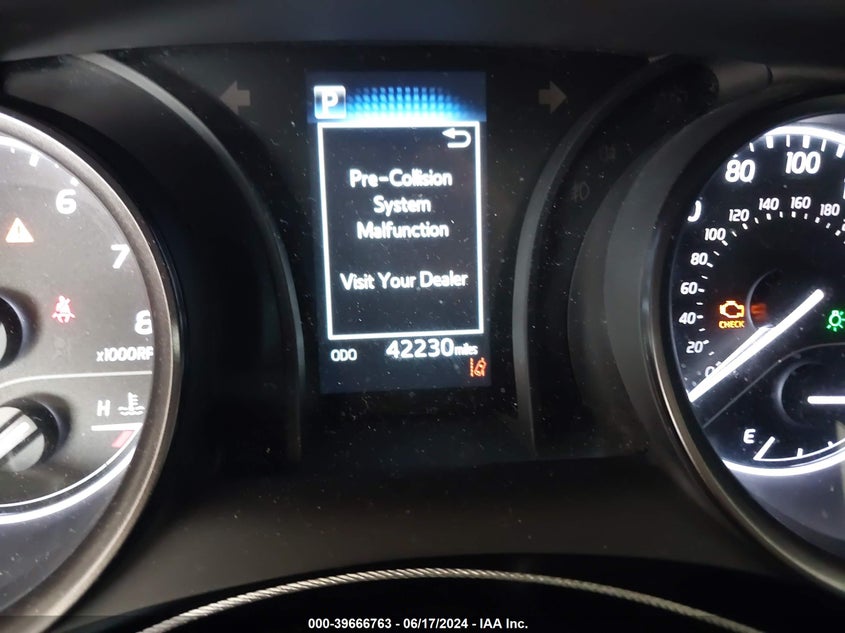 P
Pre-Collision
System
Malfunction
Visit Your Dealer
ODO 42230 miles
6
7
8
H
80
100
120
140
160
180
100
80
60
40
20
0
CHECK
E
000-39666763 - 06/17/2024 - IAA Inc.